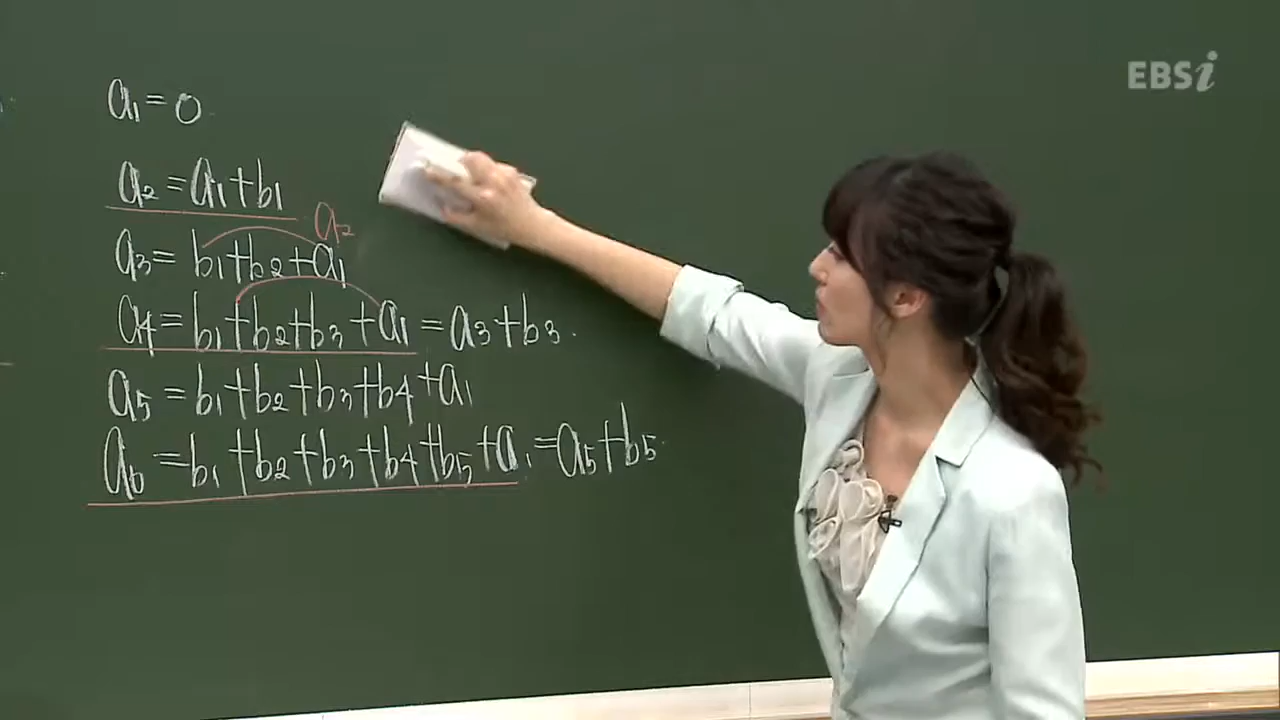 EBSi
a₁=0
a₂=a₁+b₁
a₂
a₃=b₁+b₂+a₁
a₄=b₁+b₂+b₃+a₁=a₃+b₃.
a₅=b₁+b₂+b₃+b₄+a₁
a₆=b₁+b₂+b₃+b₄+b₅+a₁=a₅+b₅